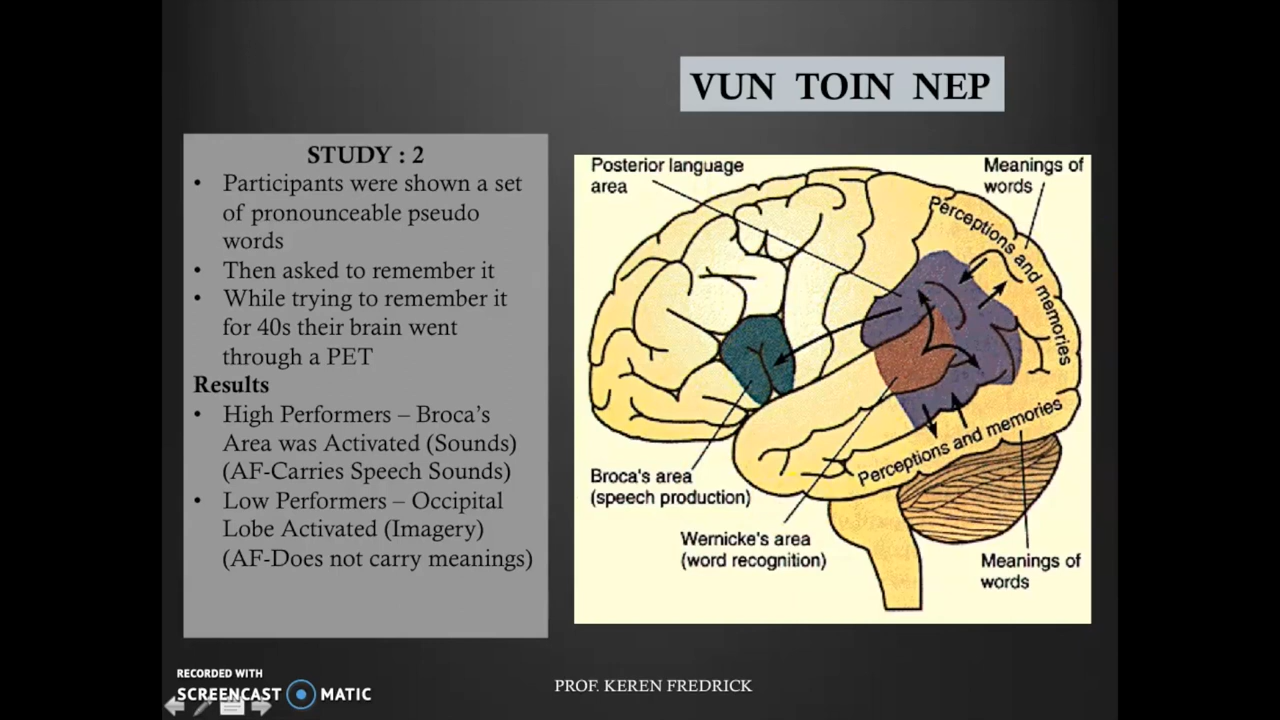 VUN TOIN NEP
STUDY : 2
• Participants were shown a set
of pronounceable pseudo
words
• Then asked to remember it
• While trying to remember it
for 40s their brain went
through a PET
Results
• High Performers – Broca's
Area was Activated (Sounds)
(AF-Carries Speech Sounds)
• Low Performers – Occipital
Lobe Activated (Imagery)
(AF-Does not carry meanings)
Posterior language
area
Meanings of
words
Perceptions and memories
Perceptions and memories
Broca's area
(speech production)
Wernicke's area
(word recognition)
Meanings of
words
RECORDED WITH
SCREENCAST MATIC
PROF. KEREN FREDRICK